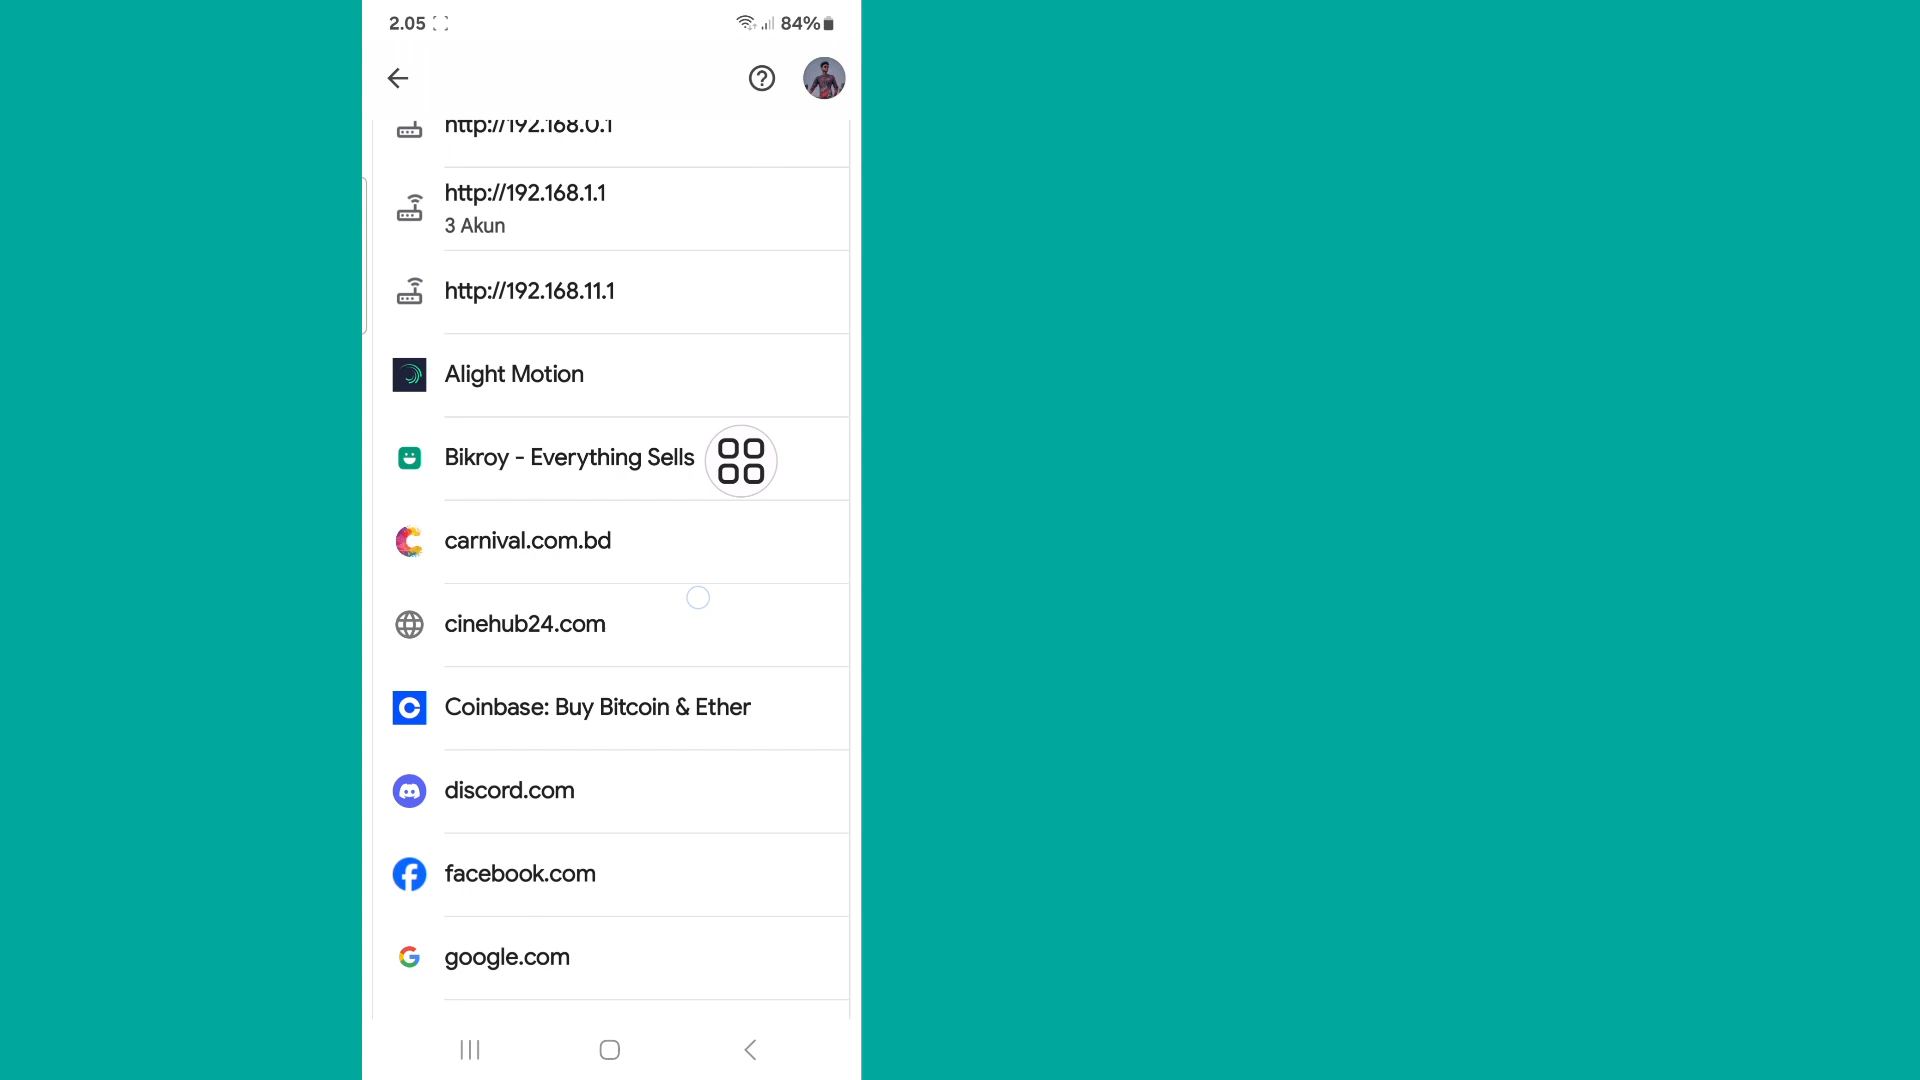 2.05
84%
http://192.168.0.1
http://192.168.1.1
3 Akun
http://192.168.11.1
Alight Motion
Bikroy - Everything Sells
carnival.com.bd
cinehub24.com
Coinbase: Buy Bitcoin & Ether
discord.com
facebook.com
google.com